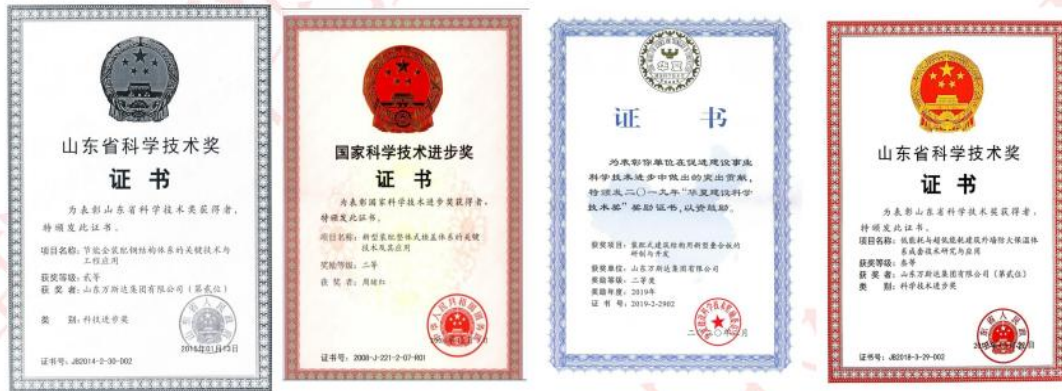 山东省科学技术奖
证书
为表彰山东省科学技术奖获得者，
特颁发此证书。
项目名称：节能全装配钢结构体系的关键技术与
工程应用
获奖等级：贰等
获奖者：山东万斯达集团有限公司（第贰位）
类别：科技进步奖
2015年01月13日
证书号：JB2014-2-30-D02
国家科学技术进步奖
证书
为表彰国家科学技术进步奖获得者，
特颁发此证书。
项目名称：新型装配整体式楼盖体系的关键
技术及其应用
奖励等级：二等
获奖者：周绪红
证书号：2008-J-221-2-07-R01
证书
为表彰你单位在促进建设事业
科学技术进步中做出的突出贡献，
特颁发二〇一九年“华夏建设科学
技术奖”奖励证书，以资鼓励。
获奖项目：装配式建筑结构用新型叠合板的
研制与开发
获奖单位：山东万斯达集团有限公司
奖励等级：二等奖
奖励年度：2019年
证书号：2019-2-2902
山东省科学技术奖
证书
为表彰山东省科学技术奖获得者，
特颁发此证书。
项目名称：低能耗与超低能耗建筑外墙防火保温体
系成套技术研究与应用
获奖等级：叁等
获奖者：山东万斯达集团有限公司（第贰位）
类别：科学技术进步奖
证书号：JB2018-3-29-D02